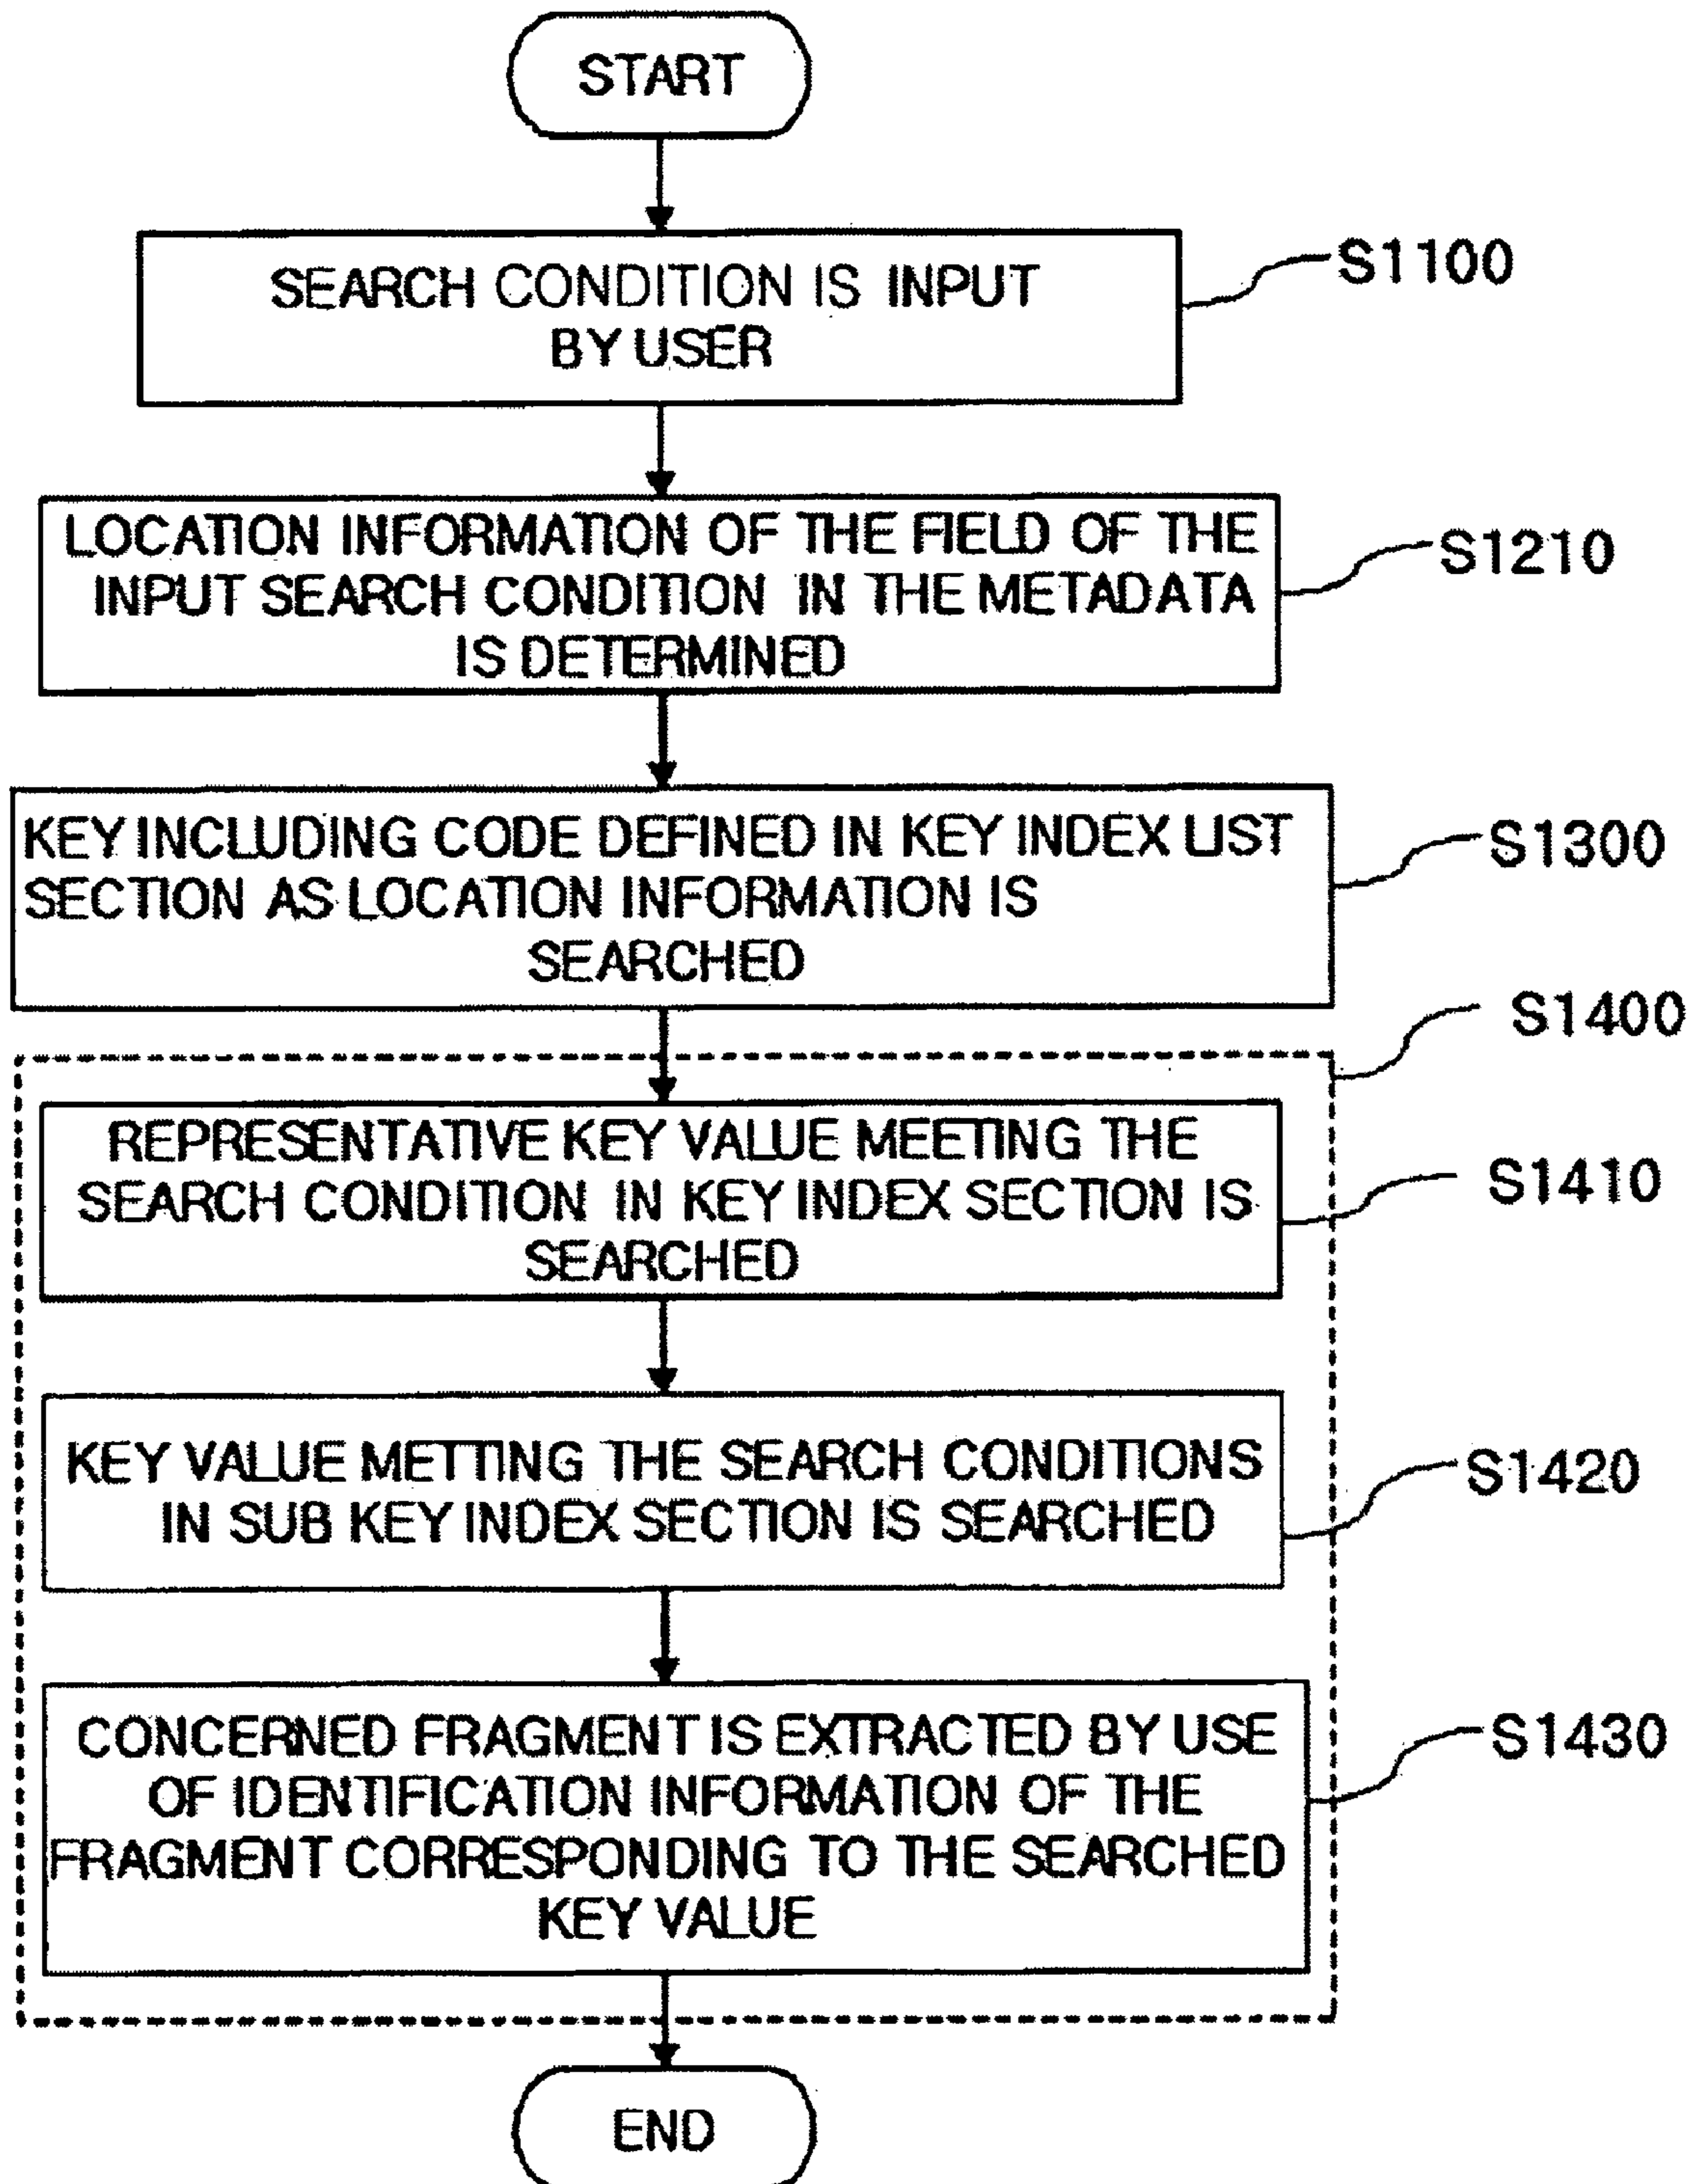 START
SEARCH CONDITION IS INPUT
BY USER
S1100
LOCATION INFORMATION OF THE FIELD OF THE
INPUT SEARCH CONDITION IN THE METADATA
IS DETERMINED
S1210
KEY INCLUDING CODE DEFINED IN KEY INDEX LIST
SECTION AS LOCATION INFORMATION IS
SEARCHED
S1300
S1400
REPRESENTATIVE KEY VALUE MEETING THE
SEARCH CONDITION IN KEY INDEX SECTION IS
SEARCHED
S1410
KEY VALUE METTING THE SEARCH CONDITIONS
IN SUB KEY INDEX SECTION IS SEARCHED
S1420
CONCERNED FRAGMENT IS EXTRACTED BY USE
OF IDENTIFICATION INFORMATION OF THE
FRAGMENT CORRESPONDING TO THE SEARCHED
KEY VALUE
S1430
END